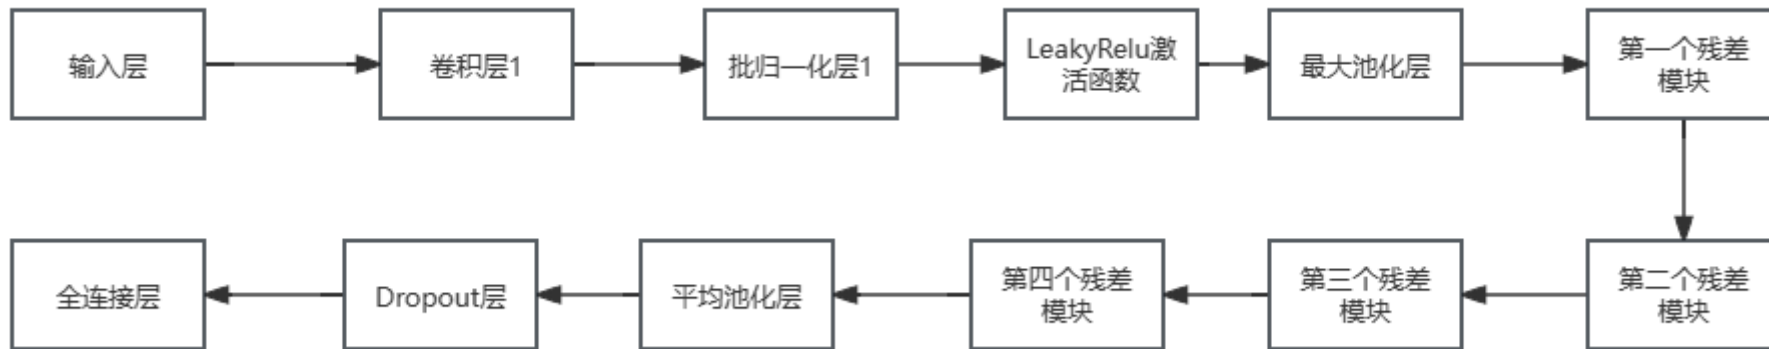 输入层
卷积层1
批归一化层1
LeakyRelu激
活函数
最大池化层
第一个残差
模块
第二个残差
模块
第三个残差
模块
第四个残差
模块
平均池化层
Dropout层
全连接层